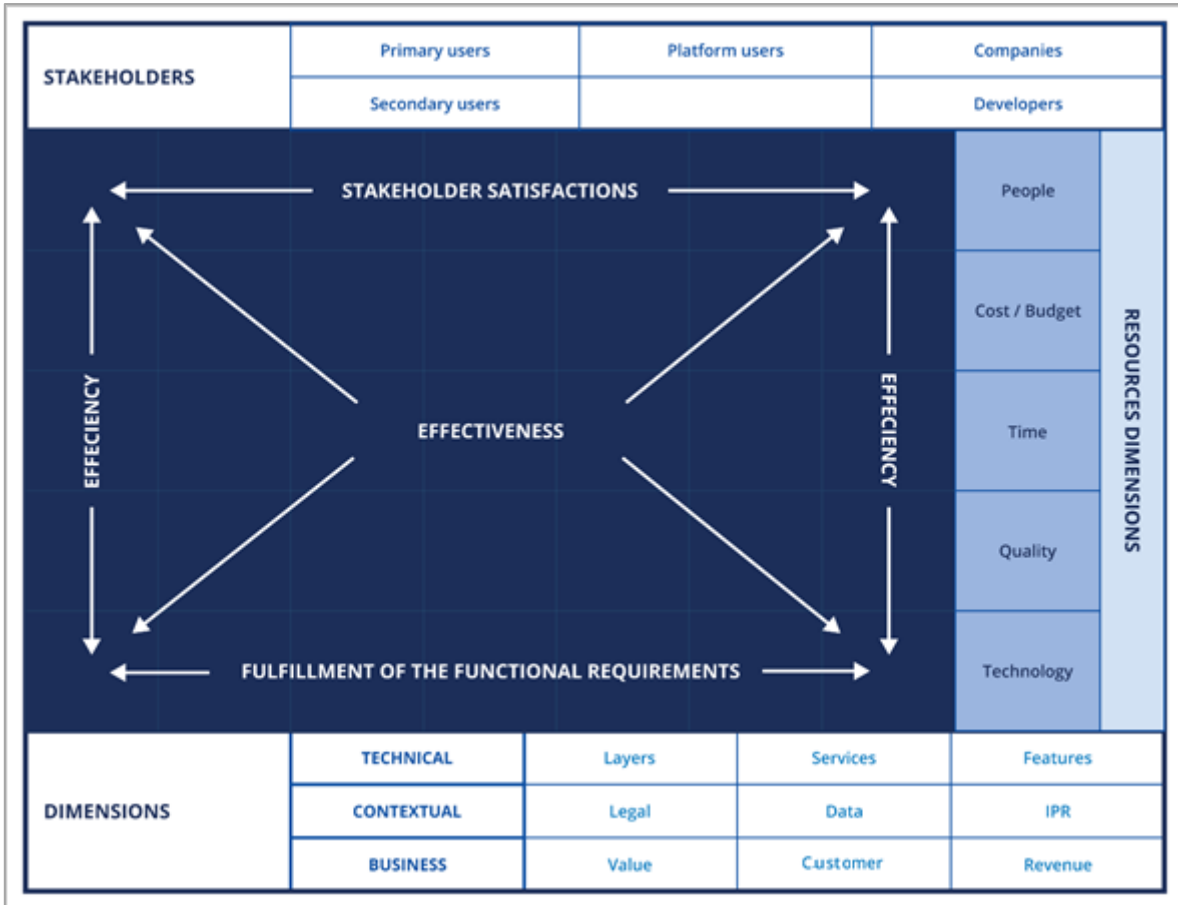 STAKEHOLDERS
Primary users
Platform users
Companies
Secondary users
Developers
STAKEHOLDER SATISFACTIONS
EFFECIENCY
EFFECTIVENESS
EFFECIENCY
FULFILLMENT OF THE FUNCTIONAL REQUIREMENTS
People
Cost / Budget
Time
Quality
Technology
RESOURCES DIMENSIONS
DIMENSIONS
TECHNICAL
Layers
Services
Features
CONTEXTUAL
Legal
Data
IPR
BUSINESS
Value
Customer
Revenue